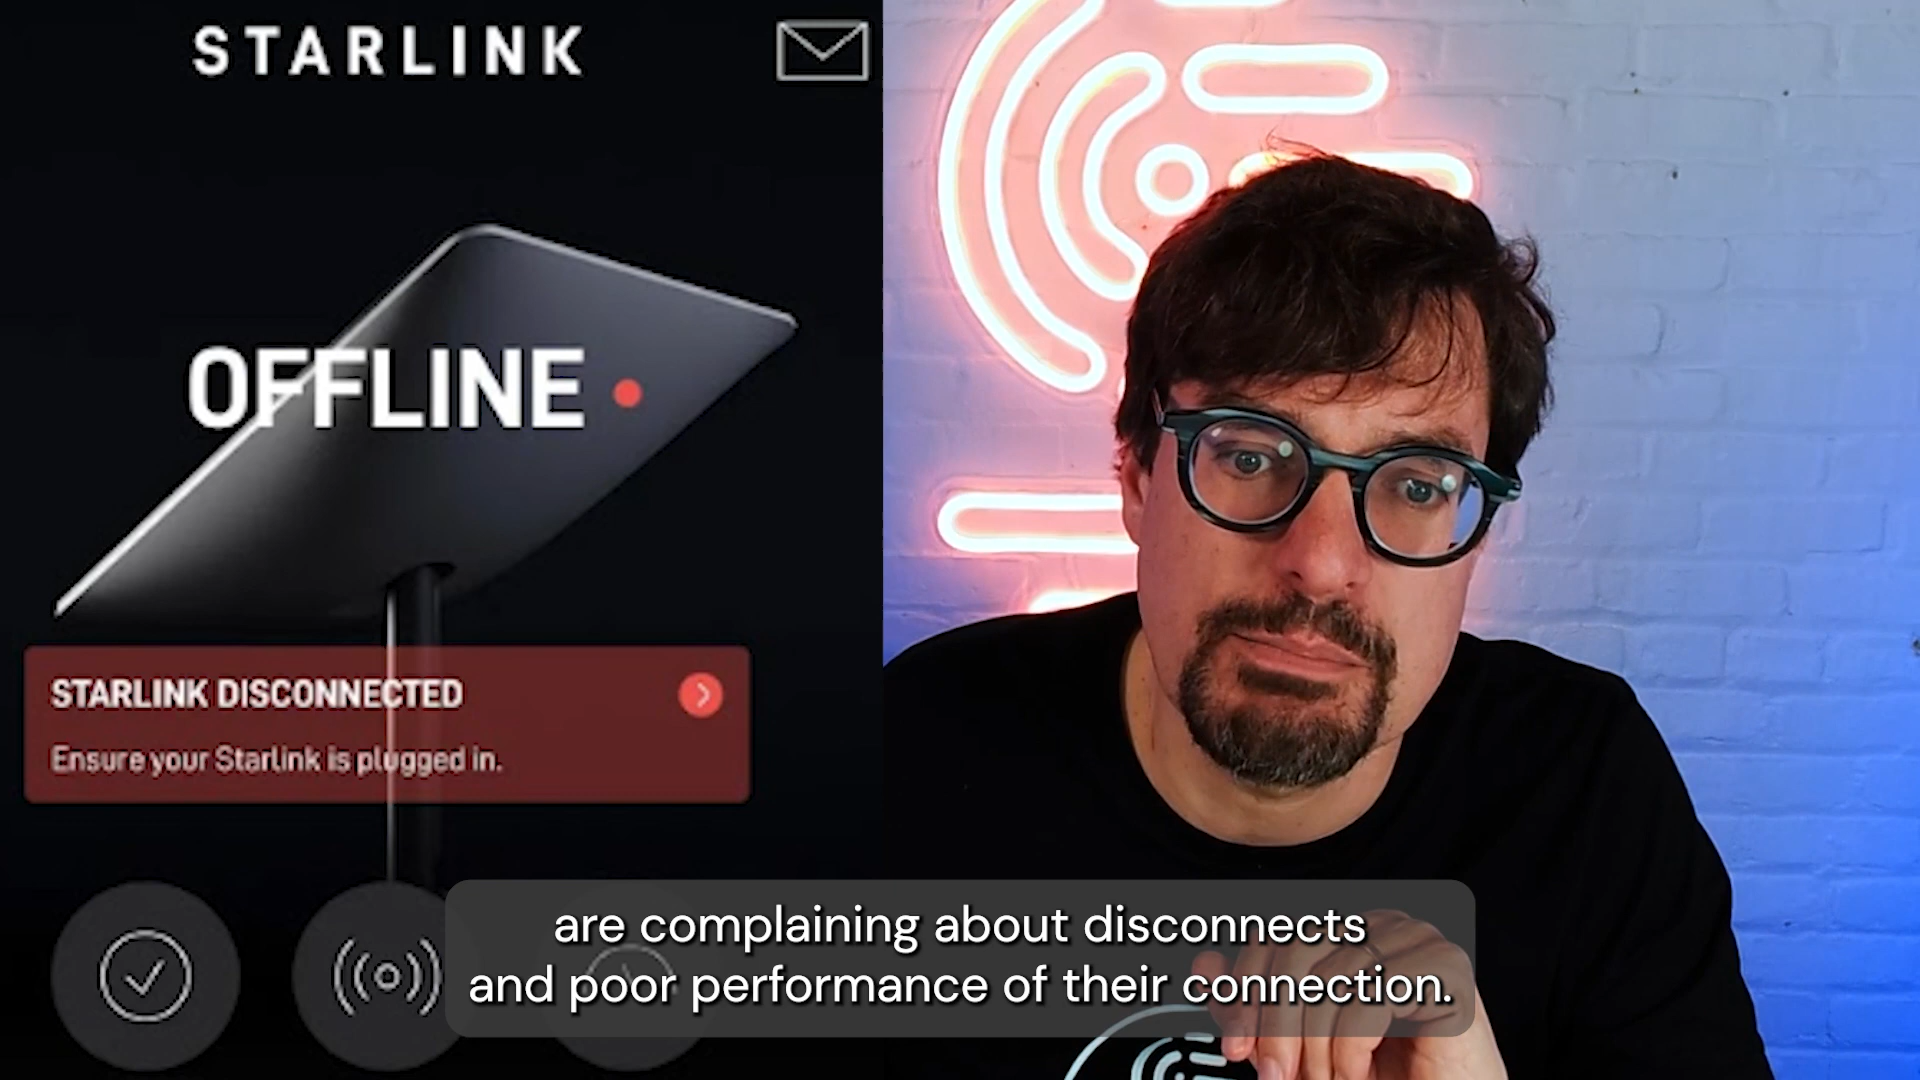 STARLINK
OFFLINE
STARLINK DISCONNECTED
Ensure your Starlink is plugged in.
are complaining about disconnects
and poor performance of their connection.